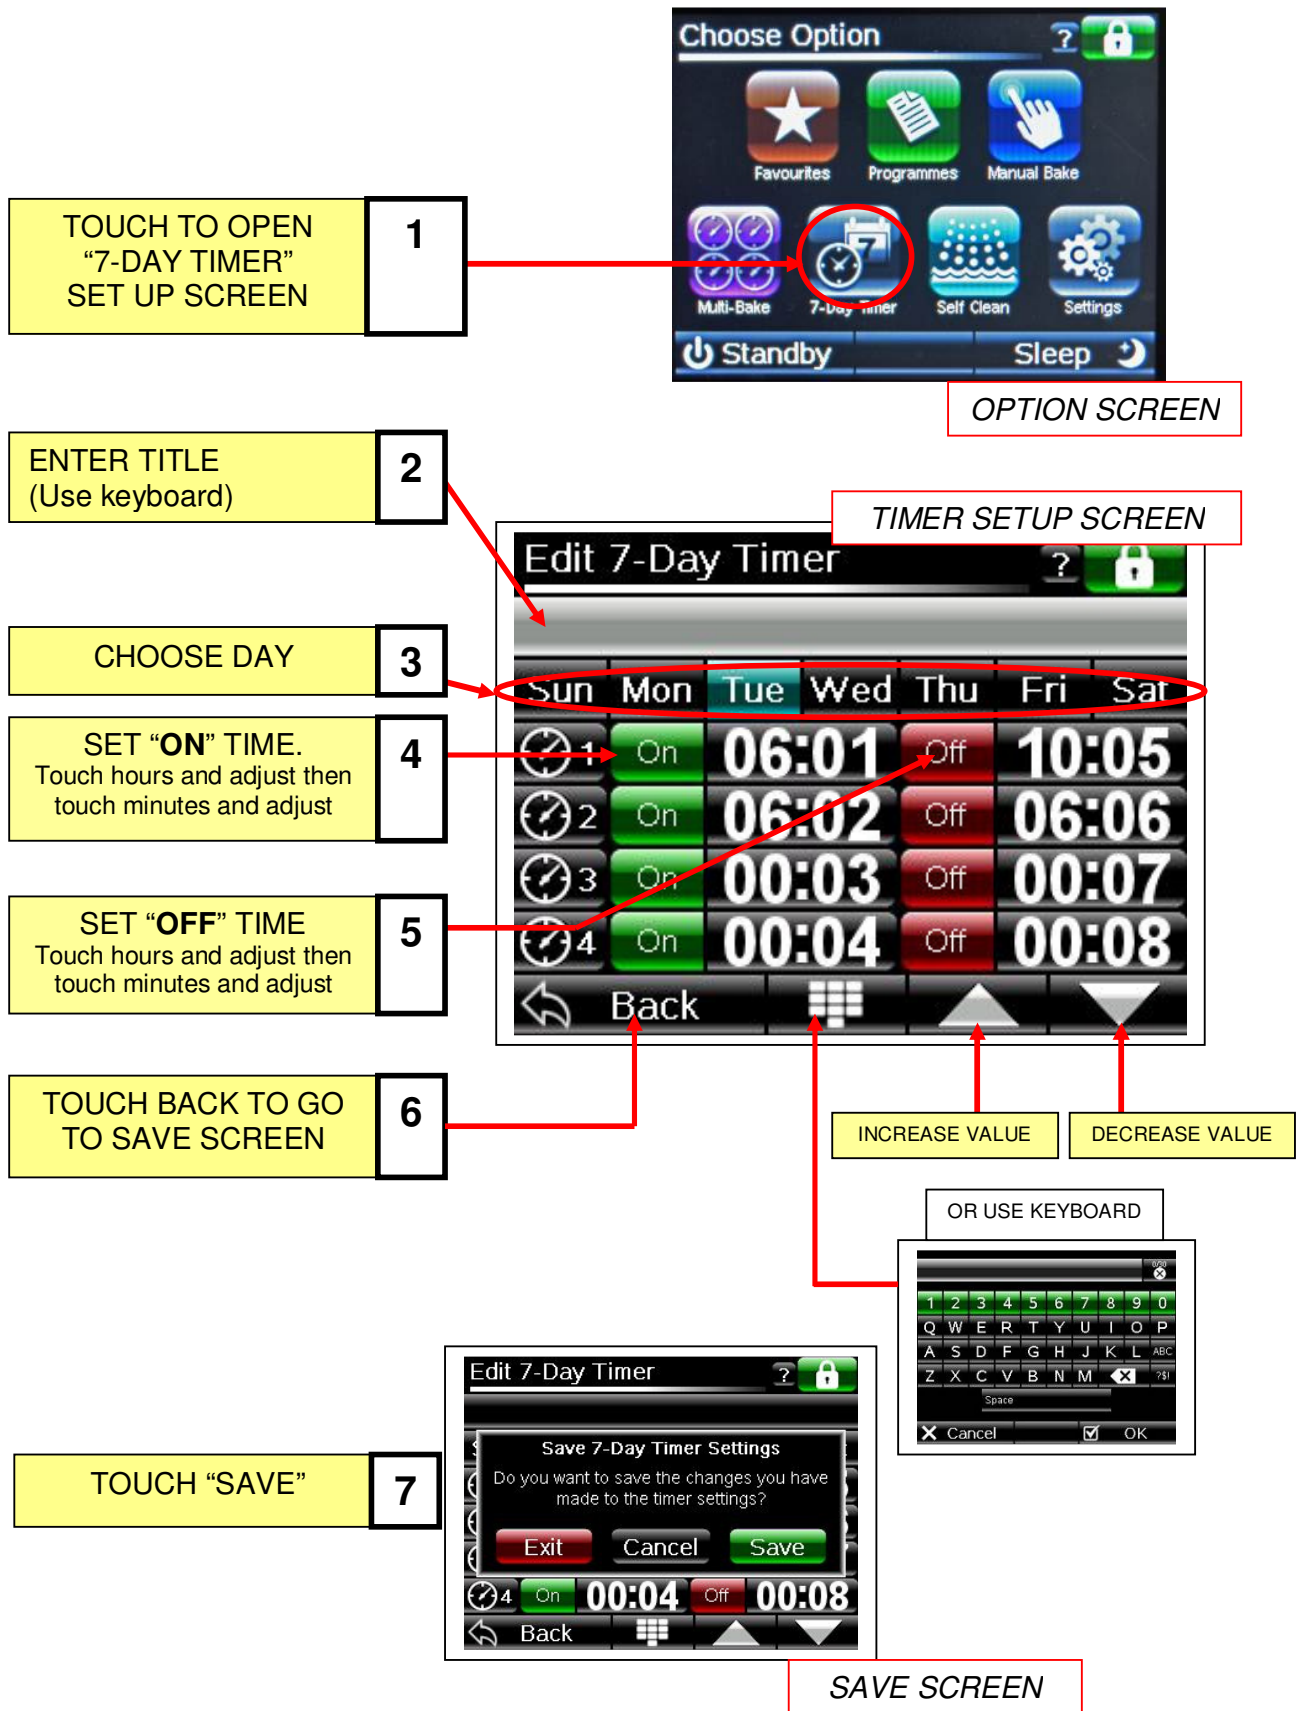 Choose Option
?
Favourites
Programmes
Manual Bake
TOUCH TO OPEN
“7-DAY TIMER”
SET UP SCREEN
1
7
Multi-Bake
7-Day Timer
Self Clean
Settings
Standby
Sleep
OPTION SCREEN
ENTER TITLE
(Use keyboard)
2
TIMER SETUP SCREEN
Edit 7-Day Timer
?
CHOOSE DAY
3
Sun Mon Tue Wed Thu Fri Sat
SET “ON” TIME.
Touch hours and adjust then
touch minutes and adjust
4
1 On 06:01 Off 10:05
2 On 06:02 Off 06:06
3 On 00:03 Off 00:07
4 On 00:04 Off 00:08
SET “OFF” TIME
Touch hours and adjust then
touch minutes and adjust
5
Back
TOUCH BACK TO GO
TO SAVE SCREEN
6
INCREASE VALUE
DECREASE VALUE
OR USE KEYBOARD
0/30
1 2 3 4 5 6 7 8 9 0
Q W E R T Y U I O P
A S D F G H J K L ABC
Z X C V B N M ?$!
Space
Cancel
OK
Edit 7-Day Timer
?
Save 7-Day Timer Settings
Do you want to save the changes you have
made to the timer settings?
Exit
Cancel
Save
4 On 00:04 Off 00:08
Back
TOUCH “SAVE”
7
SAVE SCREEN